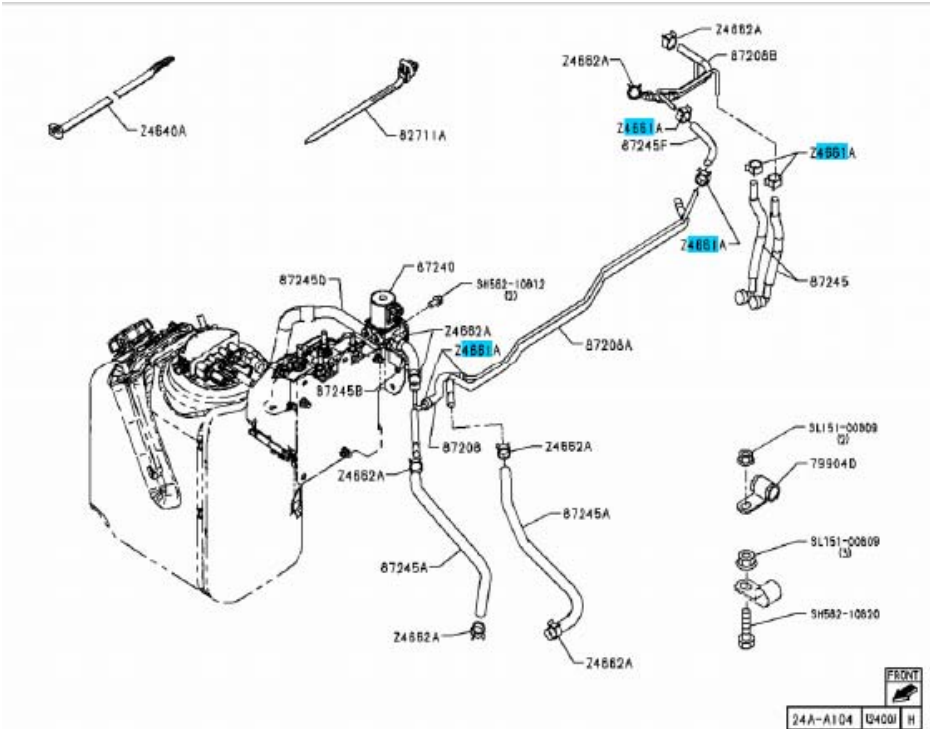 Z4662A
87208B
Z4662A
Z4640A
82711A
Z4661A
87245F
Z4661A
Z4661A
87245
87240
87245D
SH582-10812
(2)
Z4662A
Z4661A
87208A
87245B
87208
Z4662A
Z4662A
87245A
87245A
Z4662A
Z4662A
SL151-00809
(2)
79904D
SL151-00809
(3)
SH582-10820
FRONT
24A-A104
H